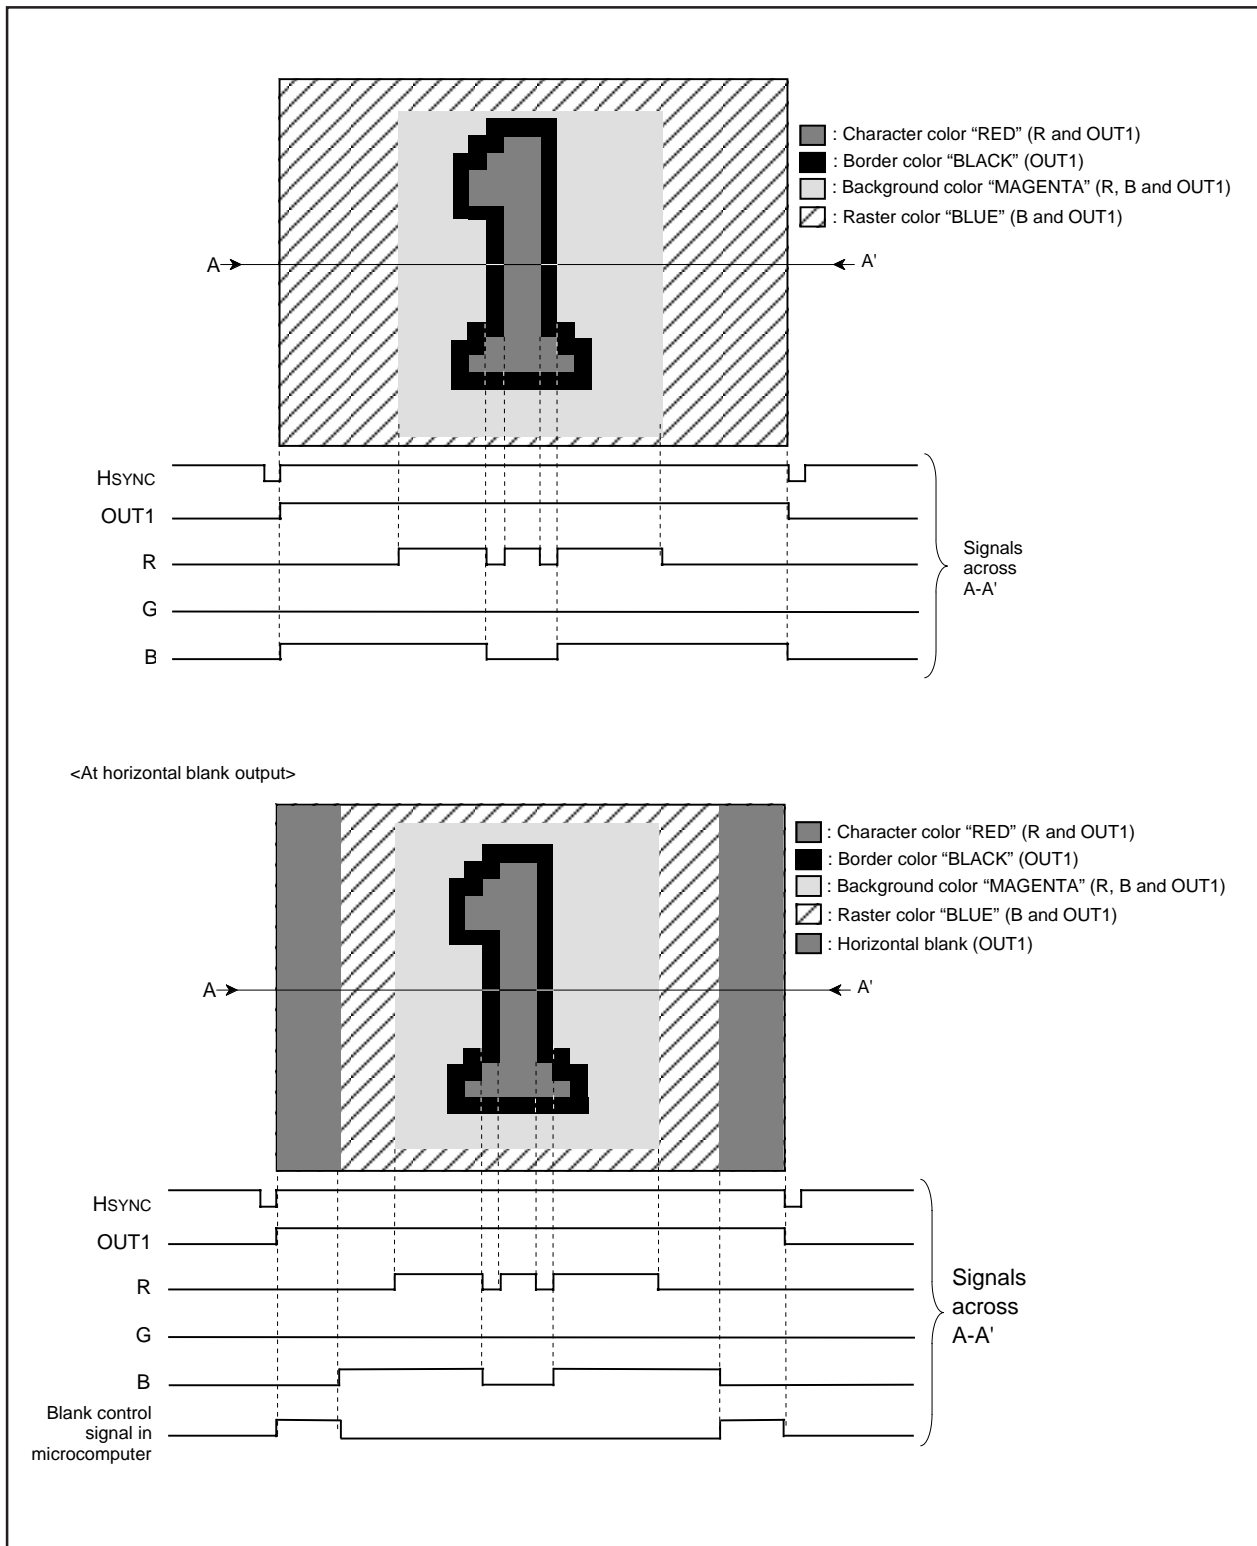 : Character color “RED” (R and OUT1)
: Border color “BLACK” (OUT1)
: Background color “MAGENTA” (R, B and OUT1)
: Raster color “BLUE” (B and OUT1)
A
A'
HSYNC
OUT1
R
G
B
Signals
across
A-A'
<At horizontal blank output>
: Character color “RED” (R and OUT1)
: Border color “BLACK” (OUT1)
: Background color “MAGENTA” (R, B and OUT1)
: Raster color “BLUE” (B and OUT1)
: Horizontal blank (OUT1)
A
A'
HSYNC
OUT1
R
G
B
Blank control
signal in
microcomputer
Signals
across
A-A'